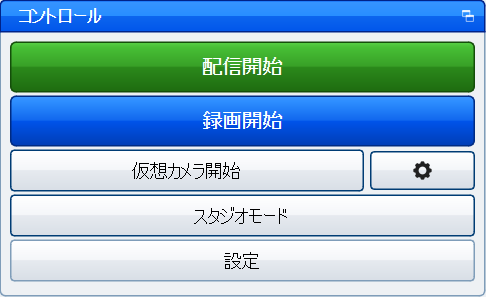 コントロール
配信開始
録画開始
仮想カメラ開始
スタジオモード
設定